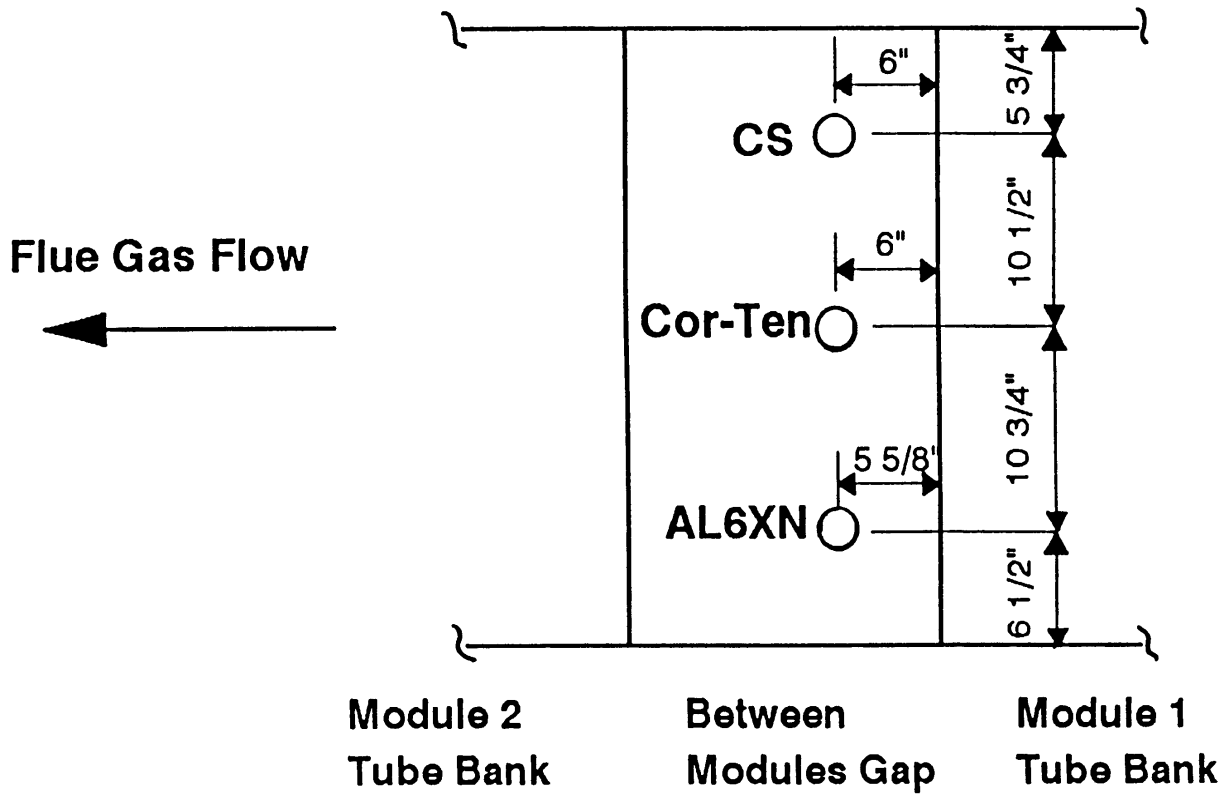 6"
5 3/4"
CS
10 1/2"
Flue Gas Flow
6"
Cor-Ten
10 3/4"
5 5/8"
AL6XN
6 1/2"
Module 2
Tube Bank
Between
Modules Gap
Module 1
Tube Bank